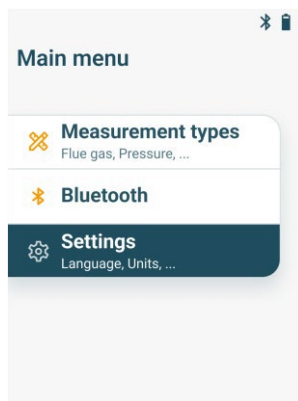 Main menu
Measurement types
Flue gas, Pressure, ...
Bluetooth
Settings
Language, Units, ...